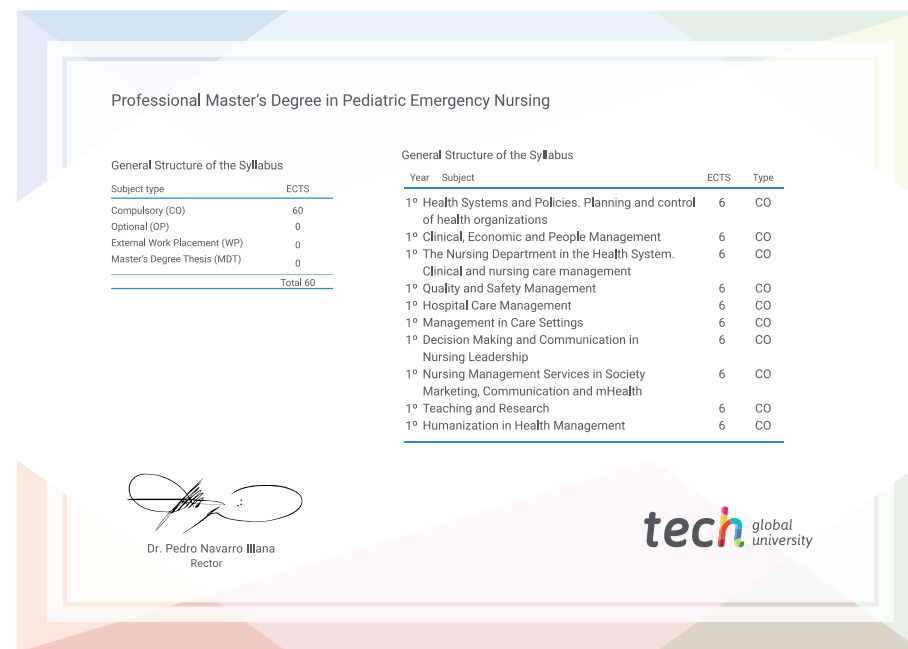 Professional Master's Degree in Pediatric Emergency Nursing
General Structure of the Syllabus
Subject type ECTS
Compulsory (CO) 60
Optional (OP) 0
External Work Placement (WP) 0
Master's Degree Thesis (MDT) 0
Total 60
General Structure of the Syllabus
Year Subject ECTS Type
1º Health Systems and Policies. Planning and control 6 CO
of health organizations
1º Clinical, Economic and People Management 6 CO
1º The Nursing Department in the Health System. 6 CO
Clinical and nursing care management
1º Quality and Safety Management 6 CO
1º Hospital Care Management 6 CO
1º Management in Care Settings 6 CO
1º Decision Making and Communication in 6 CO
Nursing Leadership
1º Nursing Management Services in Society 6 CO
Marketing, Communication and mHealth
1º Teaching and Research 6 CO
1º Humanization in Health Management 6 CO
Dr. Pedro Navarro Illana
Rector
tech global
university